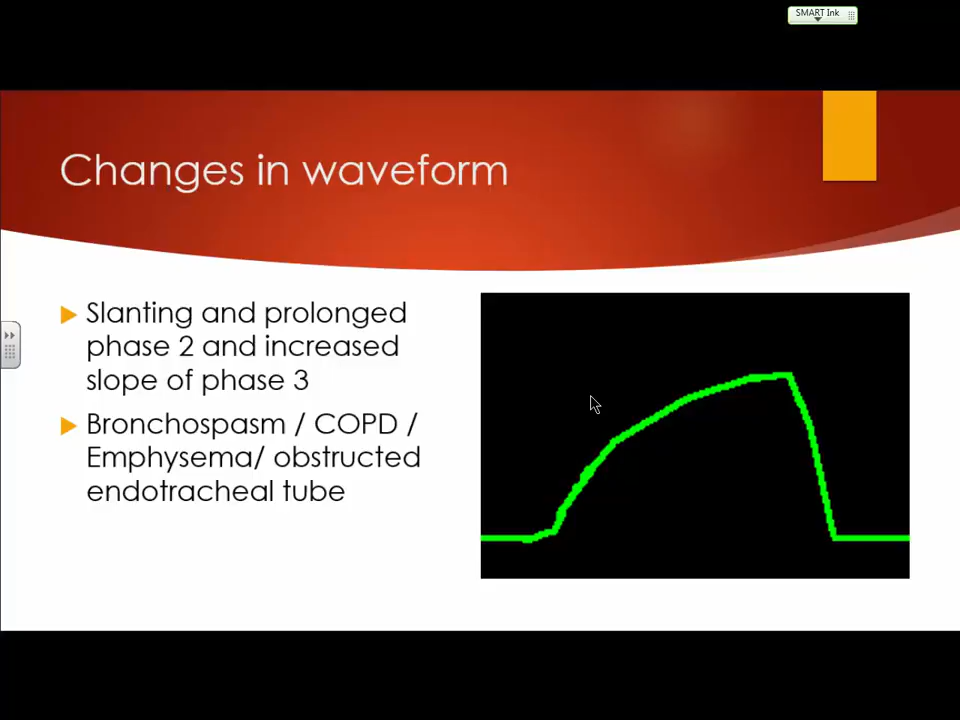 SMART Ink
Changes in waveform
Slanting and prolonged
phase 2 and increased
slope of phase 3
Bronchospasm / COPD /
Emphysema/ obstructed
endotracheal tube